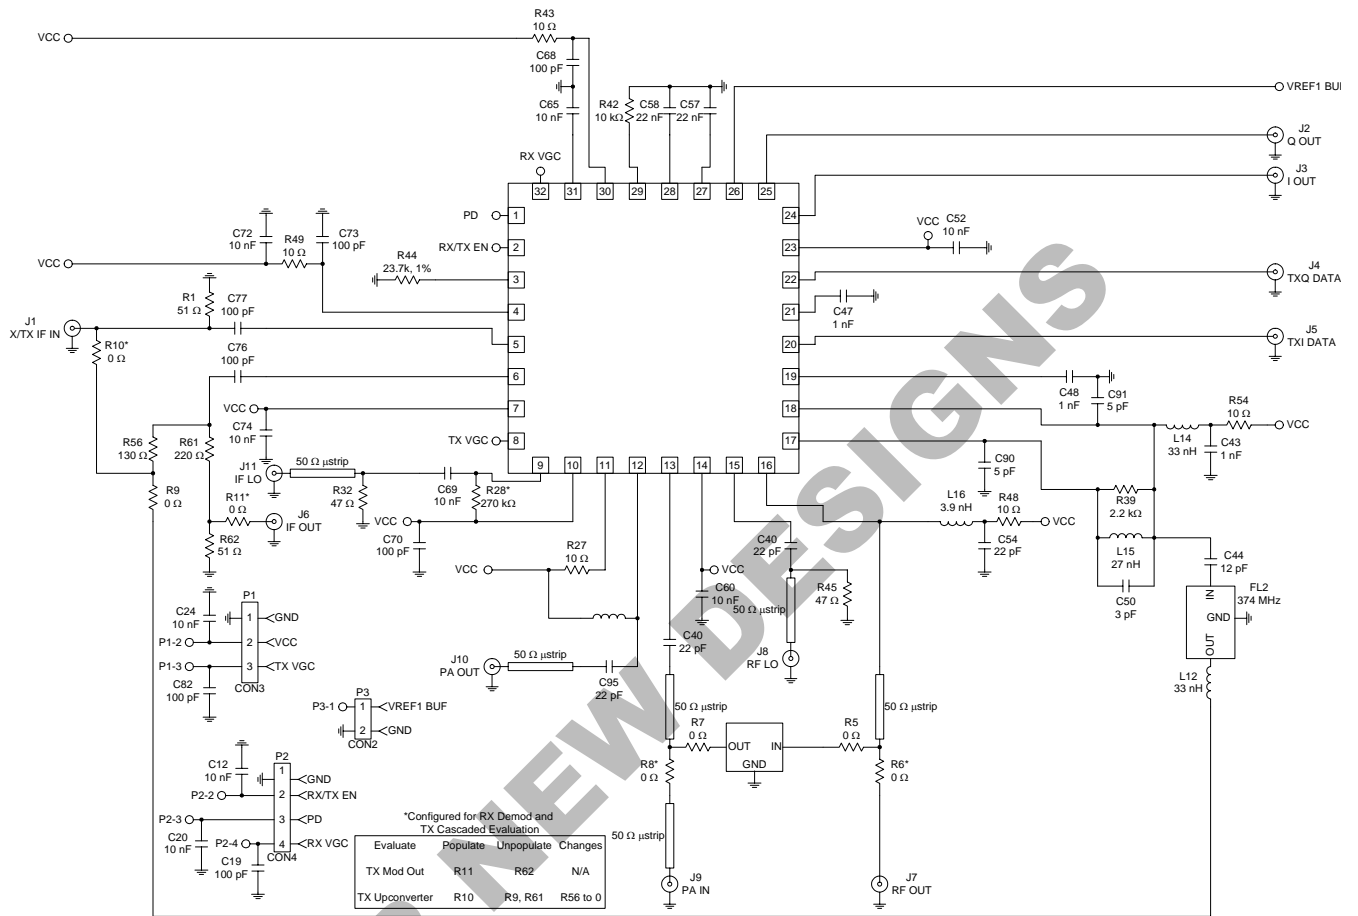 R43
10 Ω
VCC
C68
100 pF
C65
10 nF
R42
10 kΩ
C58
22 nF
C57
22 nF
VREF1 BUI
J2
Q OUT
J3
I OUT
RX VGC
32
31
30
29
28
27
26
25
PD
1
RX/TX EN
2
3
4
5
6
7
8
24
23
22
21
20
19
18
17
9
10
11
12
13
14
15
16
VCC
C52
10 nF
C72
10 nF
R49
10 Ω
C73
100 pF
VCC
R44
23.7k, 1%
J4
TXQ DATA
C47
1 nF
R1
51 Ω
C77
100 pF
J1
X/TX IF IN
R10*
0 Ω
C76
100 pF
J5
TXI DATA
C48
1 nF
C91
5 pF
R54
10 Ω
VCC
L14
33 nH
C43
1 nF
VCC
C74
10 nF
TX VGC
R56
130 Ω
R61
220 Ω
J11
IF LO
50 Ω μstrip
R32
47 Ω
C69
10 nF
R28*
270 kΩ
R9
0 Ω
R11*
0 Ω
J6
IF OUT
R62
51 Ω
VCC
C70
100 pF
C90
5 pF
L16
3.9 nH
R48
10 Ω
VCC
C54
22 pF
R39
2.2 kΩ
L15
27 nH
C50
3 pF
C44
12 pF
FL2
374 MHz
IN
GND
OUT
L12
33 nH
R27
10 Ω
VCC
C40
22 pF
R45
47 Ω
50 Ω μstrip
J8
RF LO
VCC
C60
10 nF
C40
22 pF
J10
PA OUT
50 Ω μstrip
C95
22 pF
C24
10 nF
P1
1
GND
P1-2
2
VCC
P1-3
3
TX VGC
C82
100 pF
CON3
P3
P3-1
1
VREF1 BUF
2
GND
CON2
50 Ω μstrip
R7
0 Ω
OUT
IN
GND
R5
0 Ω
50 Ω μstrip
R8*
0 Ω
R6*
0 Ω
50 Ω μstrip
J9
PA IN
J7
RF OUT
C12
10 nF
P2
1
GND
P2-2
2
RX/TX EN
P2-3
3
PD
C20
10 nF
P2-4
4
RX VGC
C19
100 pF
CON4
*Configured for RX Demod and
TX Cascaded Evaluation
Evaluate Populate Unpopulate Changes
TX Mod Out R11 R62 N/A
TX Upconverter R10 R9, R61 R56 to 0
R NEW DESIGNS